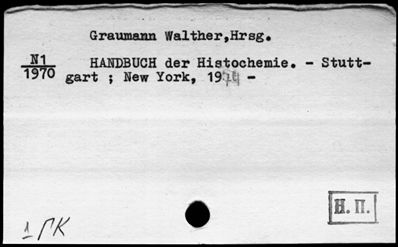 Graumann Walther,Hrsg.
N1
1970
HANDBUCH der Histochemie. - Stutt-
gart ; New York, 19 -
Н. П.
1 ГК